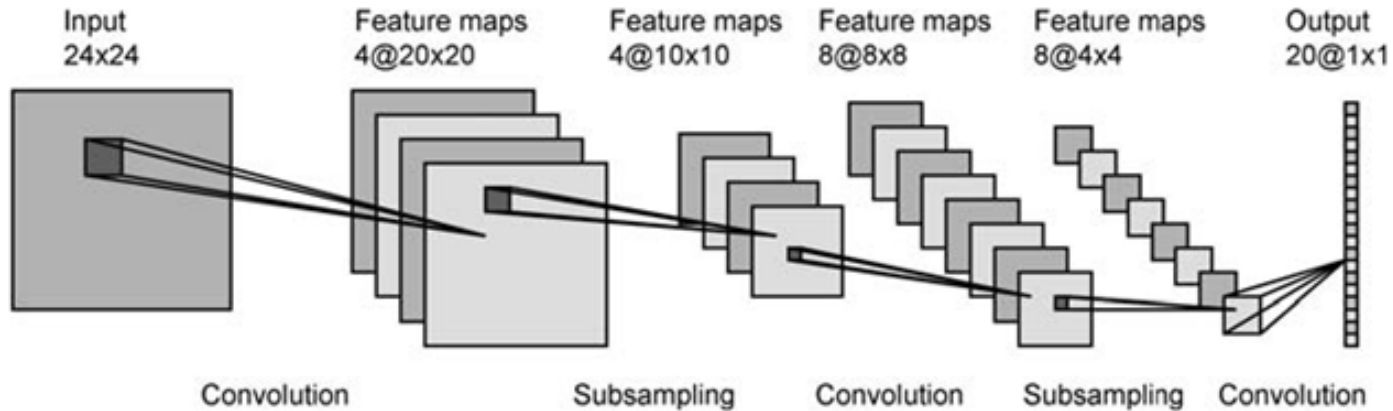 Input
24x24
Feature maps
4@20x20
Feature maps
4@10x10
Feature maps
8@8x8
Feature maps
8@4x4
Output
20@1x1
Convolution
Subsampling
Convolution
Subsampling
Convolution